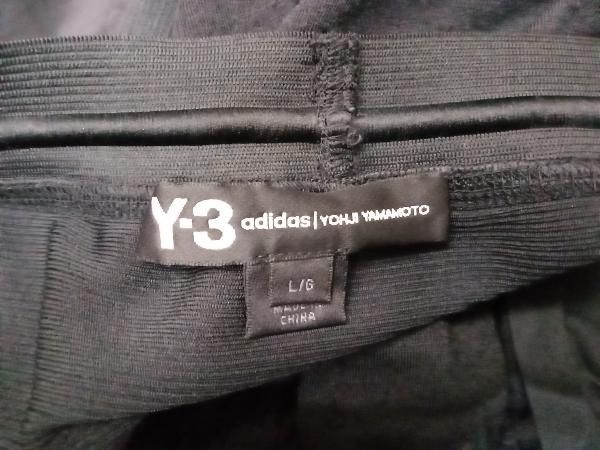 Y-3 adidas | YOHJI YAMAMOTO
L/G
MADE IN
CHINA